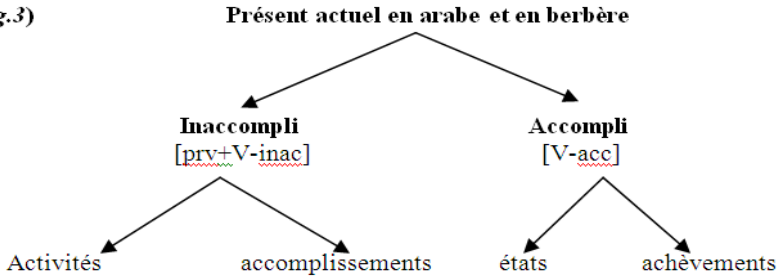 g.3) Présent actuel en arabe et en berbère
Inaccompli Accompli
[prv+V-inac] [V-acc]
Activités accomplissements états achèvements